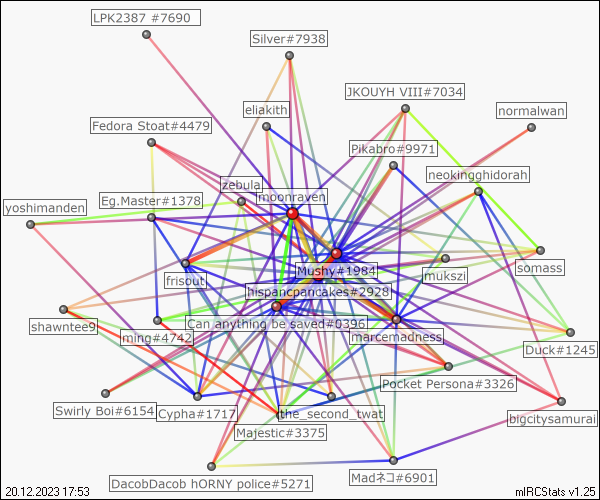 LPK2387 #7690
Silver#7938
JKOUYH VIII#7034
eliakith
normalwan
Fedora Stoat#4479
Pikabro#9971
neokingghidorah
zebula
moonraven
Eg.Master#1378
yoshimanden
Mushy#1984
mukszi
somass
frisout
hispancpancakes#2928
Can anything be saved#0396
shawntee9
ming#4742
marcemadness
Duck#1245
Pocket Persona#3326
Swirly Boi#6154
Cypha#1717
the_second_twat
bigcitysamurai
Majestic#3375
DacobDacob hORNY police#5271
Madネコ#6901
20.12.2023 17:53
mIRCStats v1.25